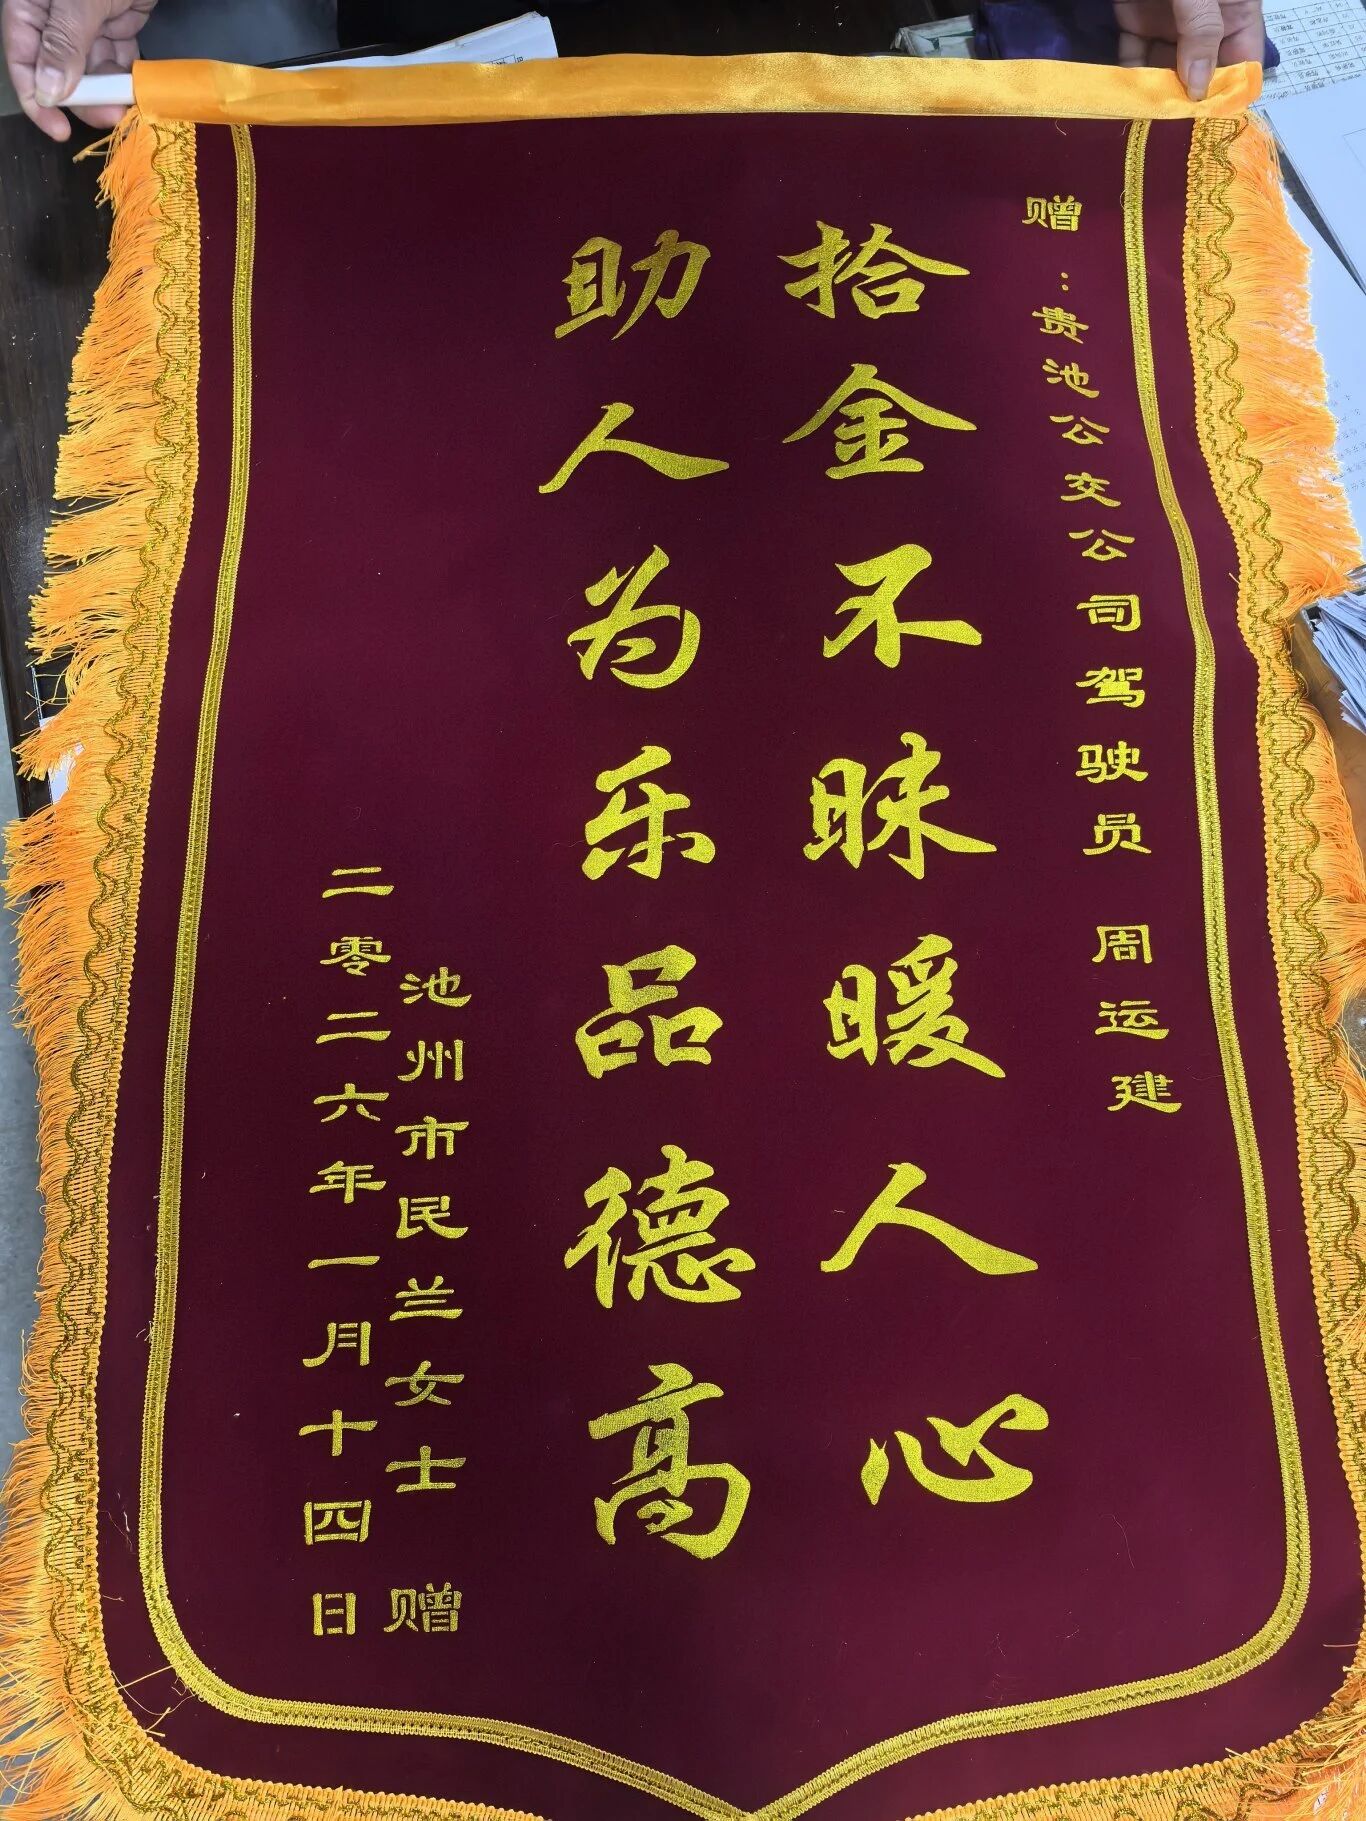 赠：贵池公交公司驾驶员 周运建
拾金不昧暖人心
助人为乐品德高
池州市民兰女士 赠
二零二六年一月十四日